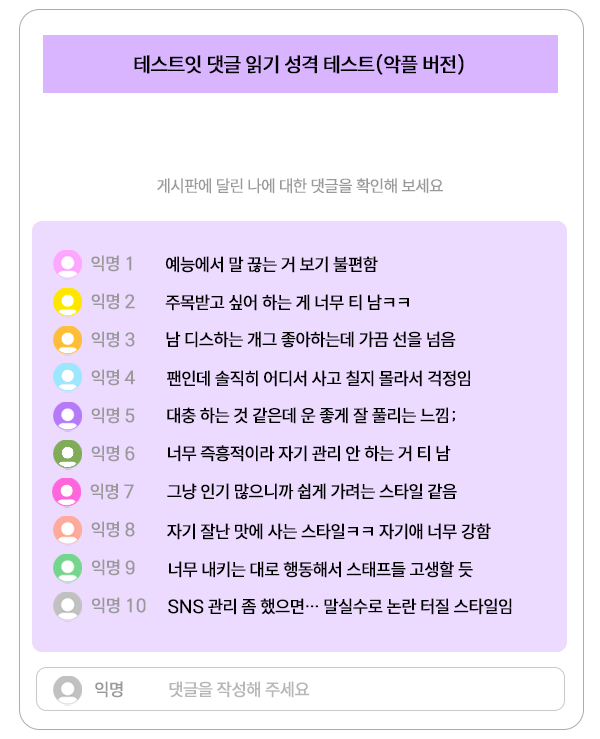 테스트잇 댓글 읽기 성격 테스트(악플 버전)
게시판에 달린 나에 대한 댓글을 확인해 보세요
익명 1 예능에서 말 끊는 거 보기 불편함
익명 2 주목받고 싶어 하는 게 너무 티 남ㅋㅋ
익명 3 남 디스하는 개그 좋아하는데 가끔 선을 넘음
익명 4 팬인데 솔직히 어디서 사고 칠지 몰라서 걱정임
익명 5 대충 하는 것 같은데 운 좋게 잘 풀리는 느낌;
익명 6 너무 즉흥적이라 자기 관리 안 하는 거 티 남
익명 7 그냥 인기 많으니까 쉽게 가려는 스타일 같음
익명 8 자기 잘난 맛에 사는 스타일ㅋㅋ 자기애 너무 강함
익명 9 너무 내키는 대로 행동해서 스태프들 고생할 듯
익명 10 SNS 관리 좀 했으면… 말실수로 논란 터질 스타일임
익명 댓글을 작성해 주세요